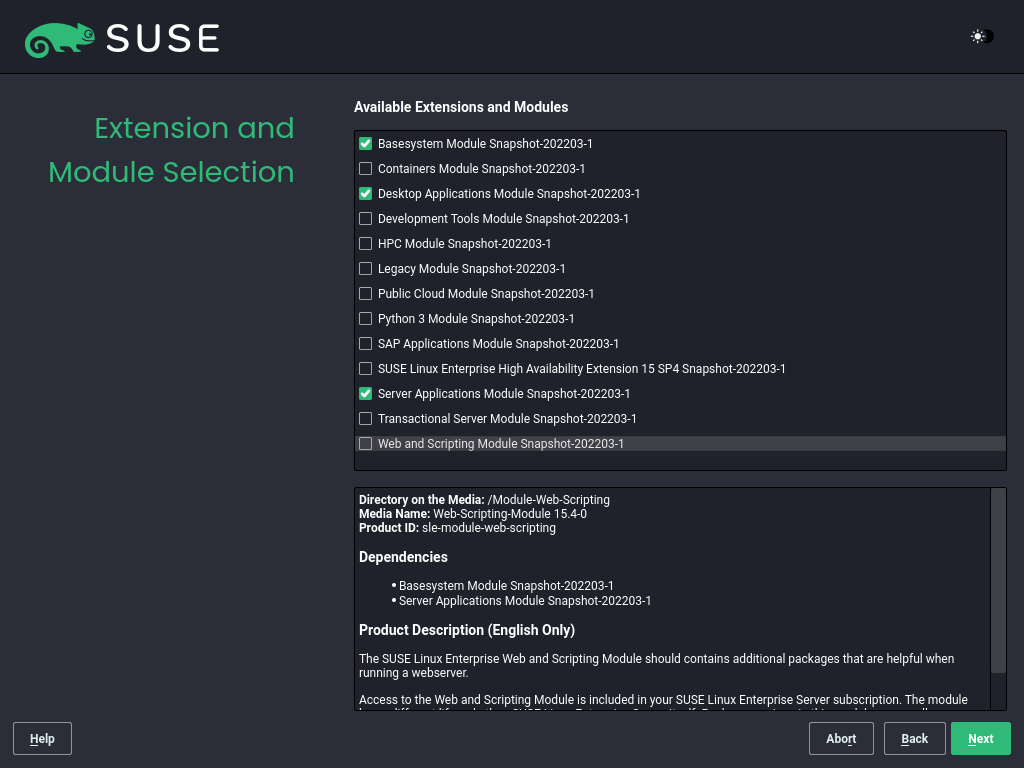 SUSE
Extension and
Module Selection
Available Extensions and Modules
Basesystem Module Snapshot-202203-1
Containers Module Snapshot-202203-1
Desktop Applications Module Snapshot-202203-1
Development Tools Module Snapshot-202203-1
HPC Module Snapshot-202203-1
Legacy Module Snapshot-202203-1
Public Cloud Module Snapshot-202203-1
Python 3 Module Snapshot-202203-1
SAP Applications Module Snapshot-202203-1
SUSE Linux Enterprise High Availability Extension 15 SP4 Snapshot-202203-1
Server Applications Module Snapshot-202203-1
Transactional Server Module Snapshot-202203-1
Web and Scripting Module Snapshot-202203-1
Directory on the Media: /Module-Web-Scripting
Media Name: Web-Scripting-Module 15.4-0
Product ID: sle-module-web-scripting
Dependencies
• Basesystem Module Snapshot-202203-1
• Server Applications Module Snapshot-202203-1
Product Description (English Only)
The SUSE Linux Enterprise Web and Scripting Module should contains additional packages that are helpful when
running a webserver.
Access to the Web and Scripting Module is included in your SUSE Linux Enterprise Server subscription. The module
Help
Abort
Back
Next